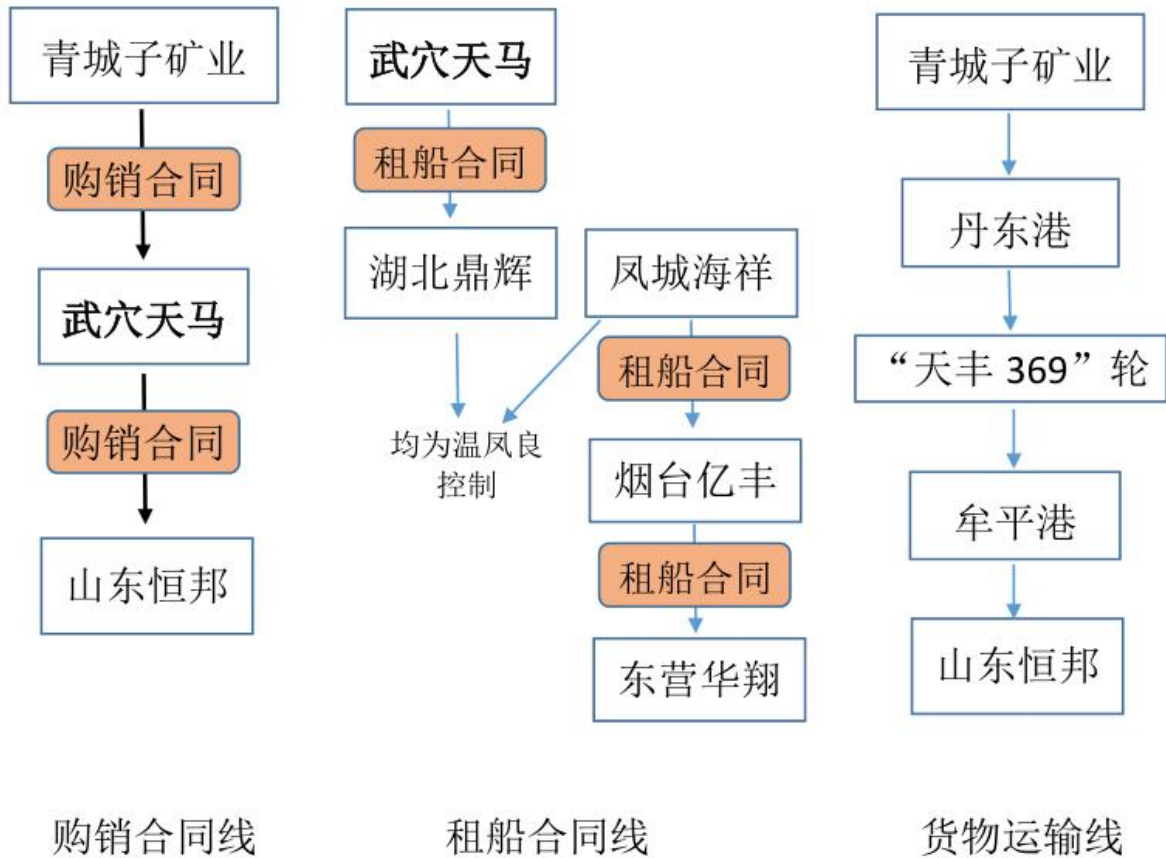 青城子矿业
购销合同
武穴天马
购销合同
山东恒邦
购销合同线
武穴天马
租船合同
湖北鼎辉
凤城海祥
均为温凤良
控制
租船合同
烟台亿丰
租船合同
东营华翔
租船合同线
青城子矿业
丹东港
“天丰 369”轮
牟平港
山东恒邦
货物运输线